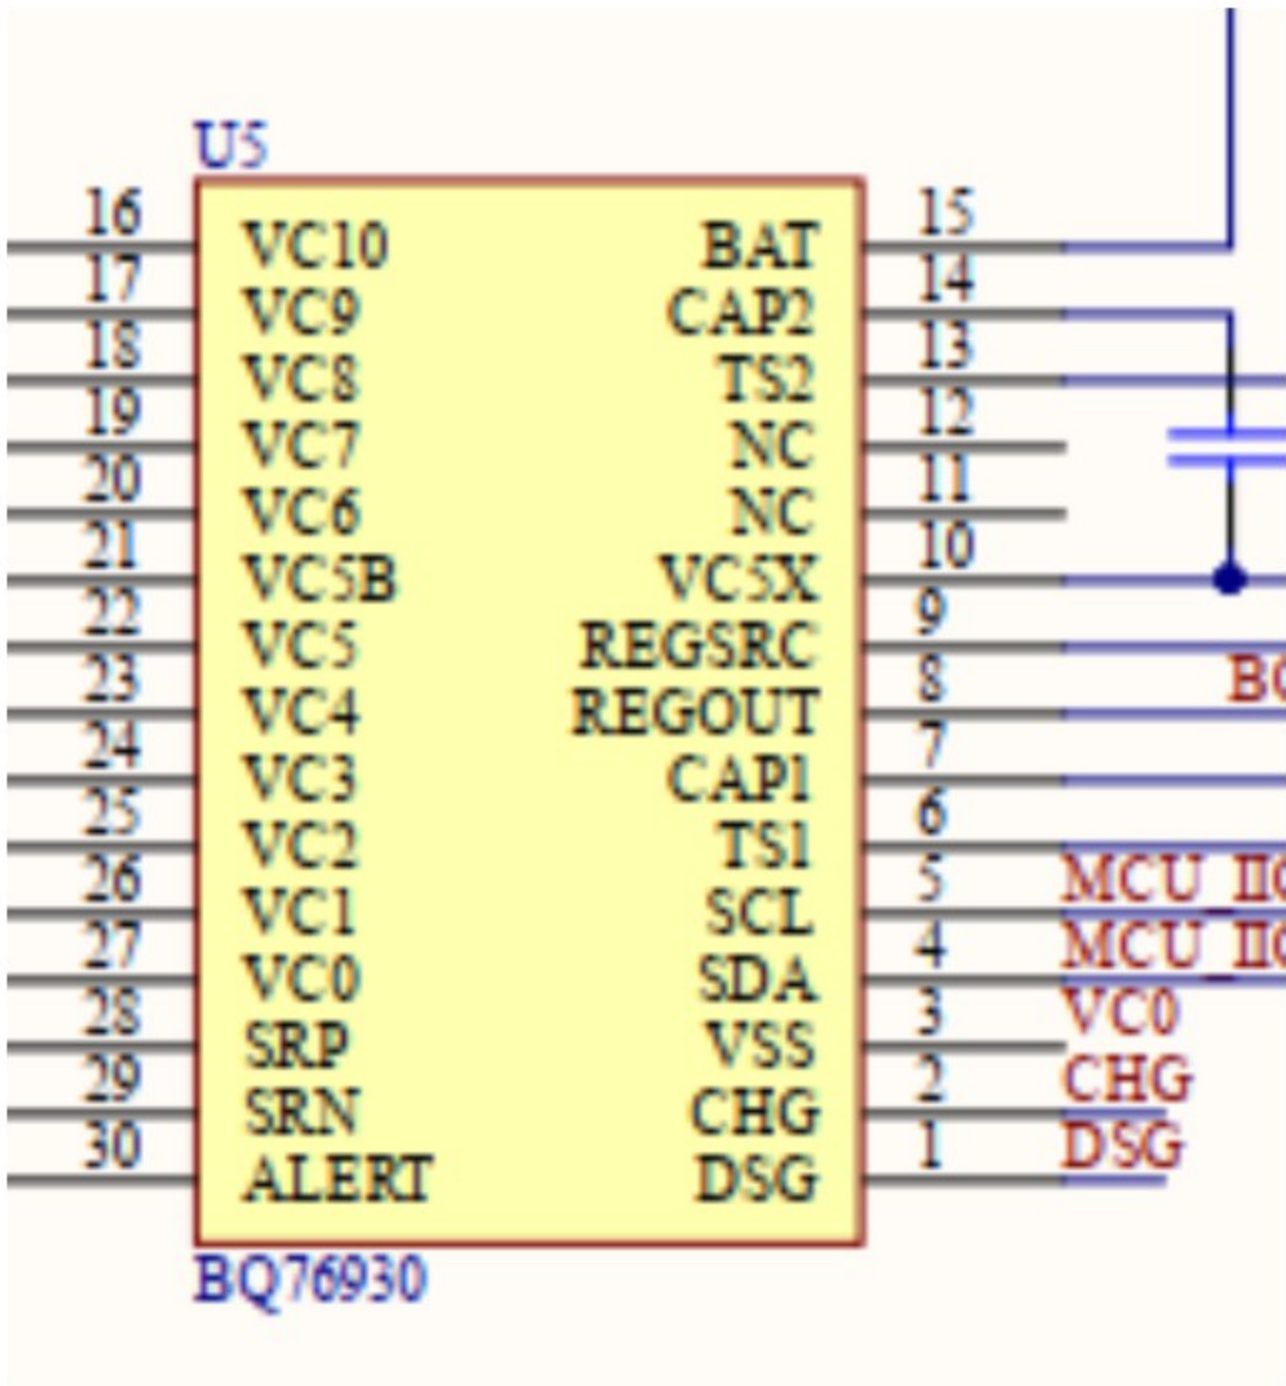 U5
16 VC10 BAT 15
17 VC9 CAP2 14
18 VC8 TS2 13
19 VC7 NC 12
20 VC6 NC 11
21 VC5B VC5X 10
22 VC5 REGSRC 9
23 VC4 REGOUT 8
24 VC3 CAP1 7
25 VC2 TS1 6
26 VC1 SCL 5 MCU_IIC
27 VC0 SDA 4 MCU_IIC
28 SRP VSS 3 VC0
29 SRN CHG 2 CHG
30 ALERT DSG 1 DSG
BQ76930